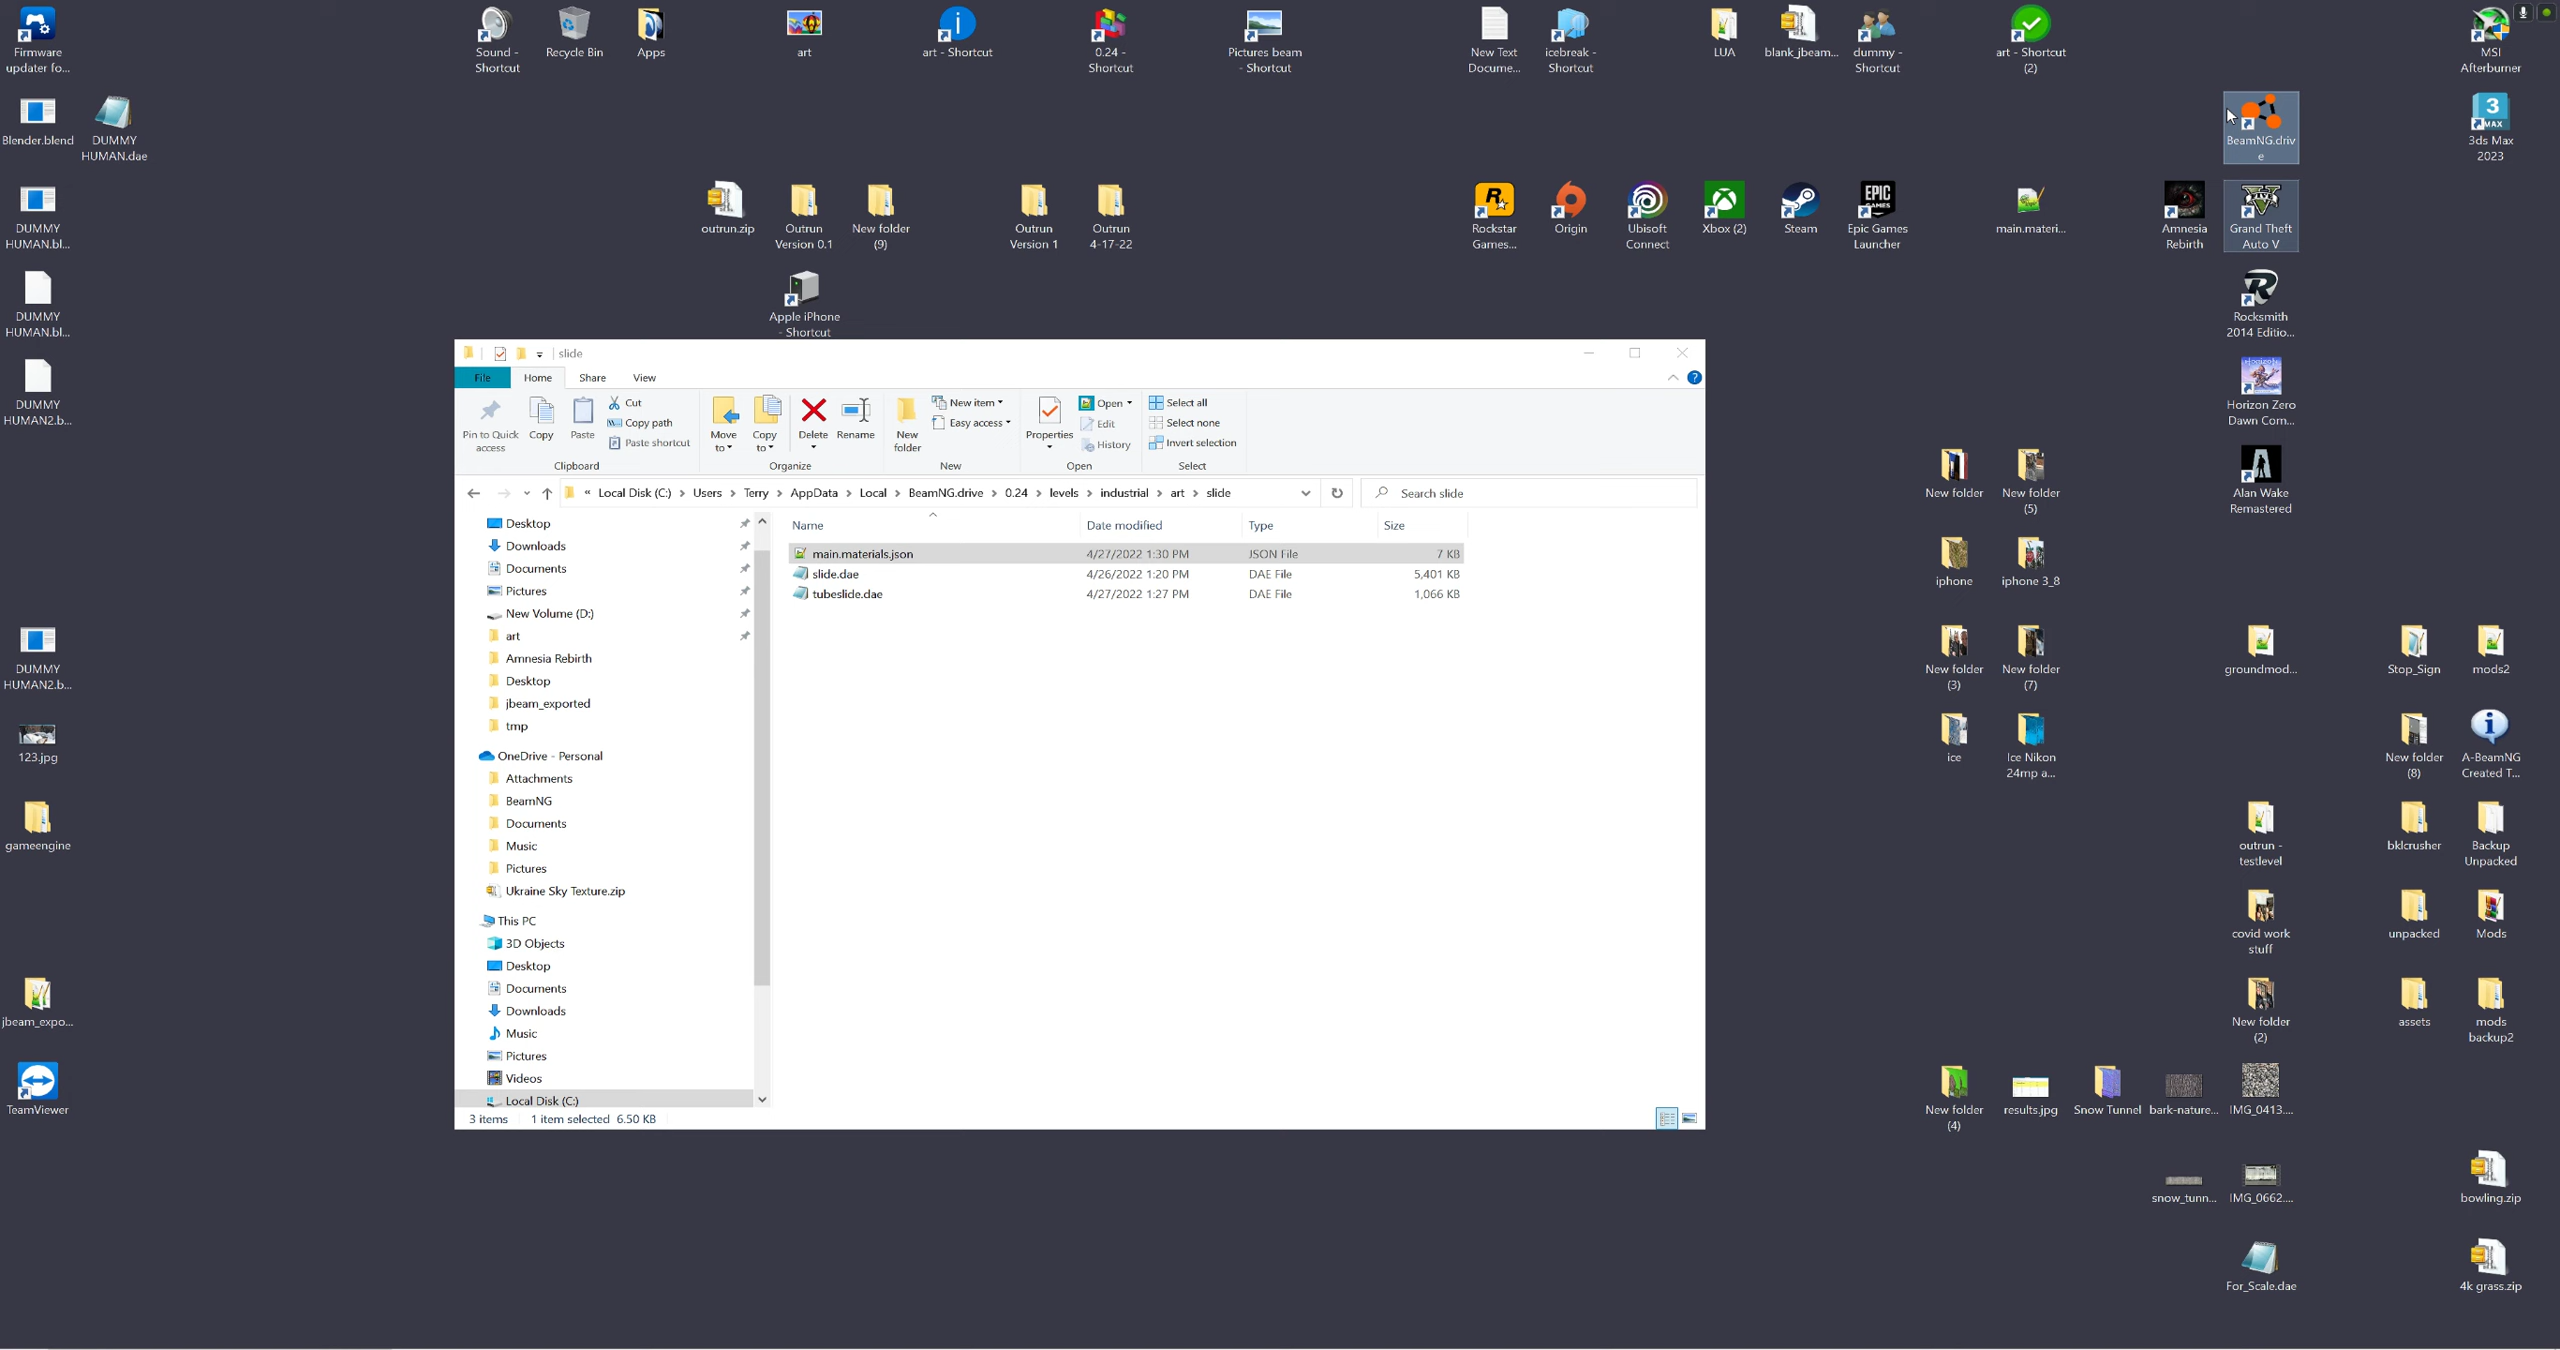 Firmware
updater fo...
Sound -
Shortcut
Recycle Bin
Apps
art
art - Shortcut
0.24 -
Shortcut
Pictures beam
- Shortcut
New Text
Docume...
icebreak -
Shortcut
LUA
blank_jbeam...
dummy -
Shortcut
art - Shortcut
(2)
MSI
Afterburner
Blender.blend
DUMMY
HUMAN.dae
BeamNG.driv
e
3
MAX
3ds Max
2023
DUMMY
HUMAN.bl...
outrun.zip
Outrun
Version 0.1
New folder
(9)
Outrun
Version 1
Outrun
4-17-22
Rockstar
Games...
Origin
Ubisoft
Connect
Xbox (2)
Steam
EPIC
GAMES
Epic Games
Launcher
main.materi...
Amnesia
Rebirth
Grand Theft
Auto V
DUMMY
HUMAN.bl...
Apple iPhone
- Shortcut
Rocksmith
2014 Editio...
DUMMY
HUMAN2.b...
Horizon Zero
Dawn Com...
slide
File
Home
Share
View
Pin to Quick
access
Copy
Paste
Cut
Copy path
Paste shortcut
Clipboard
Move
to
Copy
to
Delete
Rename
Organize
New
folder
New item
Easy access
New
Properties
Open
Edit
History
Open
Select all
Select none
Invert selection
Select
« Local Disk (C:) > Users > Terry > AppData > Local > BeamNG.drive > 0.24 > levels > industrial > art > slide
Search slide
Desktop
Downloads
Documents
Pictures
New Volume (D:)
art
Amnesia Rebirth
Desktop
jbeam_exported
tmp
OneDrive - Personal
Attachments
BeamNG
Documents
Music
Pictures
Ukraine Sky Texture.zip
This PC
3D Objects
Desktop
Documents
Downloads
Music
Pictures
Videos
Local Disk (C:)
Name Date modified Type Size
main.materials.json 4/27/2022 1:30 PM JSON File 7 KB
slide.dae 4/26/2022 1:20 PM DAE File 5,401 KB
tubeslide.dae 4/27/2022 1:27 PM DAE File 1,066 KB
3 items 1 item selected 6.50 KB
New folder
New folder
(5)
Alan Wake
Remastered
iphone
iphone 3_8
DUMMY
HUMAN2.b...
New folder
(3)
New folder
(7)
groundmod...
Stop_Sign
mods2
123.jpg
ice
Ice Nikon
24mp a...
New folder
(8)
A-BeamNG
Created T...
gameengine
outrun -
testlevel
bklcrusher
Backup
Unpacked
covid work
stuff
unpacked
Mods
jbeam_expo...
New folder
(2)
assets
mods
backup2
TeamViewer
New folder
(4)
results.jpg
Snow Tunnel
bark-nature...
IMG_0413....
snow_tunn...
IMG_0662....
bowling.zip
For_Scale.dae
4k grass.zip